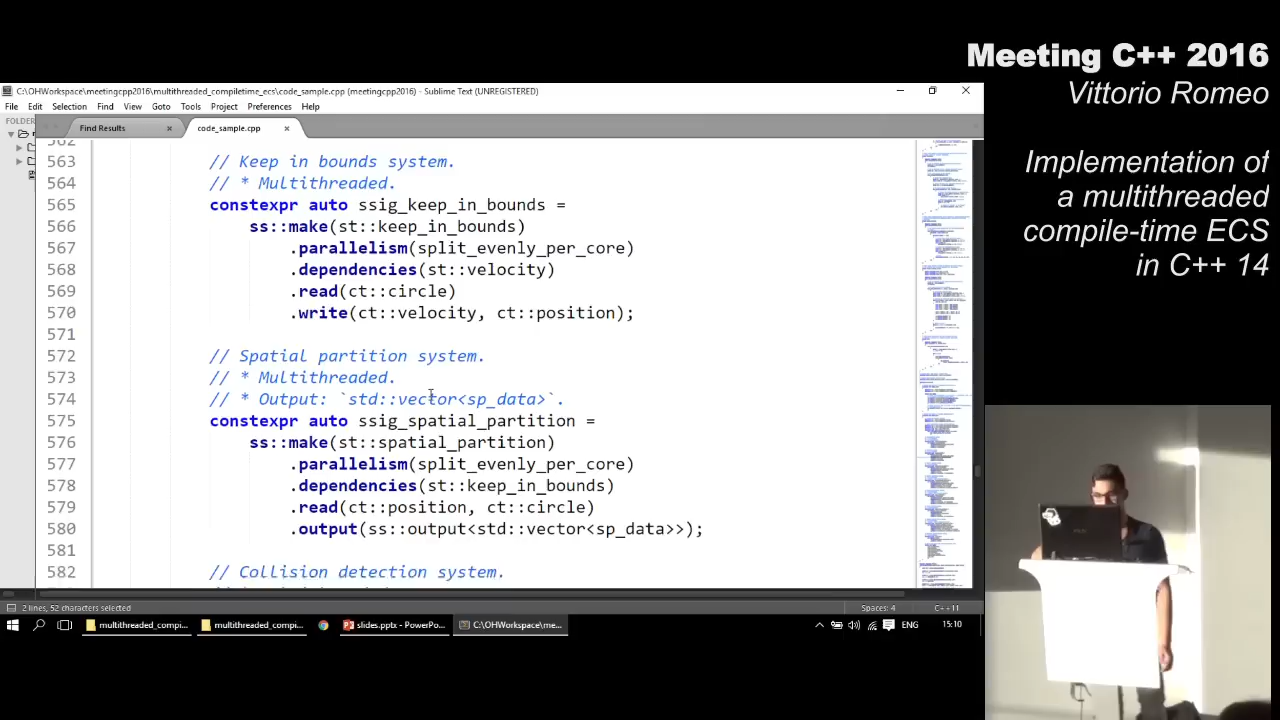 Meeting C++ 2016
Vittorio Romeo
Implementation of
a multithreaded
compile-time ECS
in C++ 14
C:\OHWorkspace\meetingcpp2016\multithreaded_compiletime_ecs\code_sample.cpp (meetingcpp2016) - Sublime Text (UNREGISTERED)
File Edit Selection Find View Goto Tools Project Preferences Help
FOLDER
Find Results × code_sample.cpp ×
562
563 // Keep in bounds system.
564 // * Multithreaded.
565 constexpr auto ssig_keep_in_bounds =
566 ss::make(st::keep_in_bounds)
567 .parallelism(split_evenly_per_core)
568 .dependencies(st::velocity)
569 .read(ct::circle)
570 .write(ct::velocity, ct::position);
571
572 // Spatial partition system.
573 // * Multithreaded.
574 // * Output: `std::vector<sp_data>`.
575 constexpr auto ssig_spatial_partition =
576 ss::make(st::spatial_partition)
577 .parallelism(split_evenly_per_core)
578 .dependencies(st::keep_in_bounds)
579 .read(ct::position, ct::circle)
580 .output(ss::output<std::vector<sp_data>>);
581
582 // Collision detection system
2 lines, 52 characters selected Spaces: 4 C++11
multithreaded_compi... multithreaded_compi... slides.pptx - PowerPo... C:\OHWorkspace\me... ENG 15:10